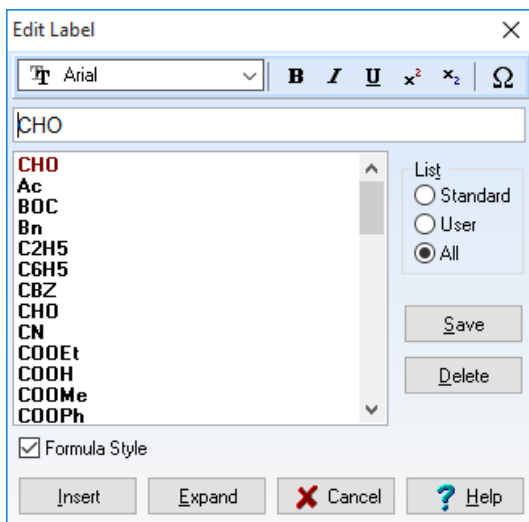 Edit Label
Arial B I U x² x₂ Ω
CHO
CHO
Ac
BOC
Bn
C2H5
C6H5
CBZ
CHO
CN
COOEt
COOH
COOMe
COOPh
List
Standard
User
All
Save
Delete
Formula Style
Insert Expand Cancel ? Help